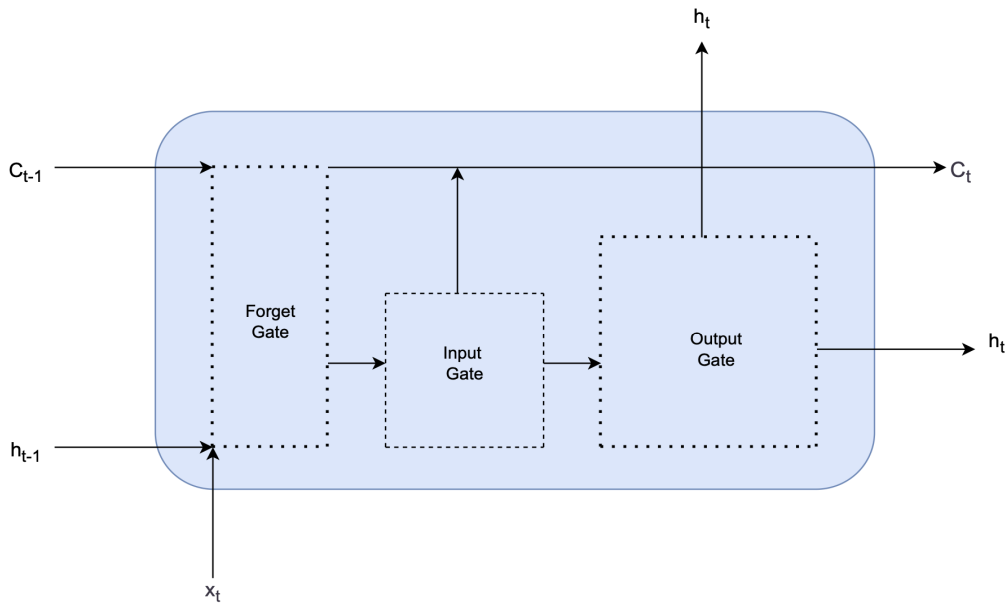 h_t
C_{t-1}
C_t
Forget
Gate
Input
Gate
Output
Gate
h_t
h_{t-1}
x_t